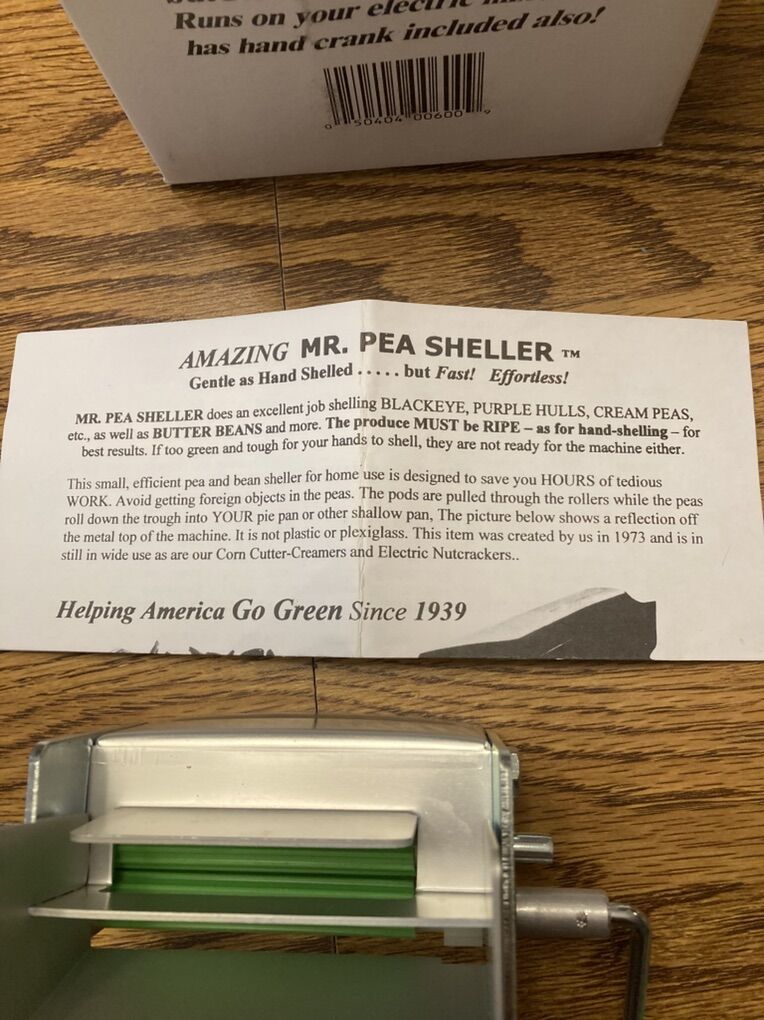 Runs on your electric
has hand crank included also!
0 50404 00600 9
AMAZING MR. PEA SHELLER ™
Gentle as Hand Shelled . . . . . but Fast! Effortless!
MR. PEA SHELLER does an excellent job shelling BLACKEYE, PURPLE HULLS, CREAM PEAS,
etc., as well as BUTTER BEANS and more. The produce MUST be RIPE – as for hand-shelling – for
best results. If too green and tough for your hands to shell, they are not ready for the machine either.
This small, efficient pea and bean sheller for home use is designed to save you HOURS of tedious
WORK. Avoid getting foreign objects in the peas. The pods are pulled through the rollers while the peas
roll down the trough into YOUR pie pan or other shallow pan, The picture below shows a reflection off
the metal top of the machine. It is not plastic or plexiglass. This item was created by us in 1973 and is in
still in wide use as are our Corn Cutter-Creamers and Electric Nutcrackers..
Helping America Go Green Since 1939